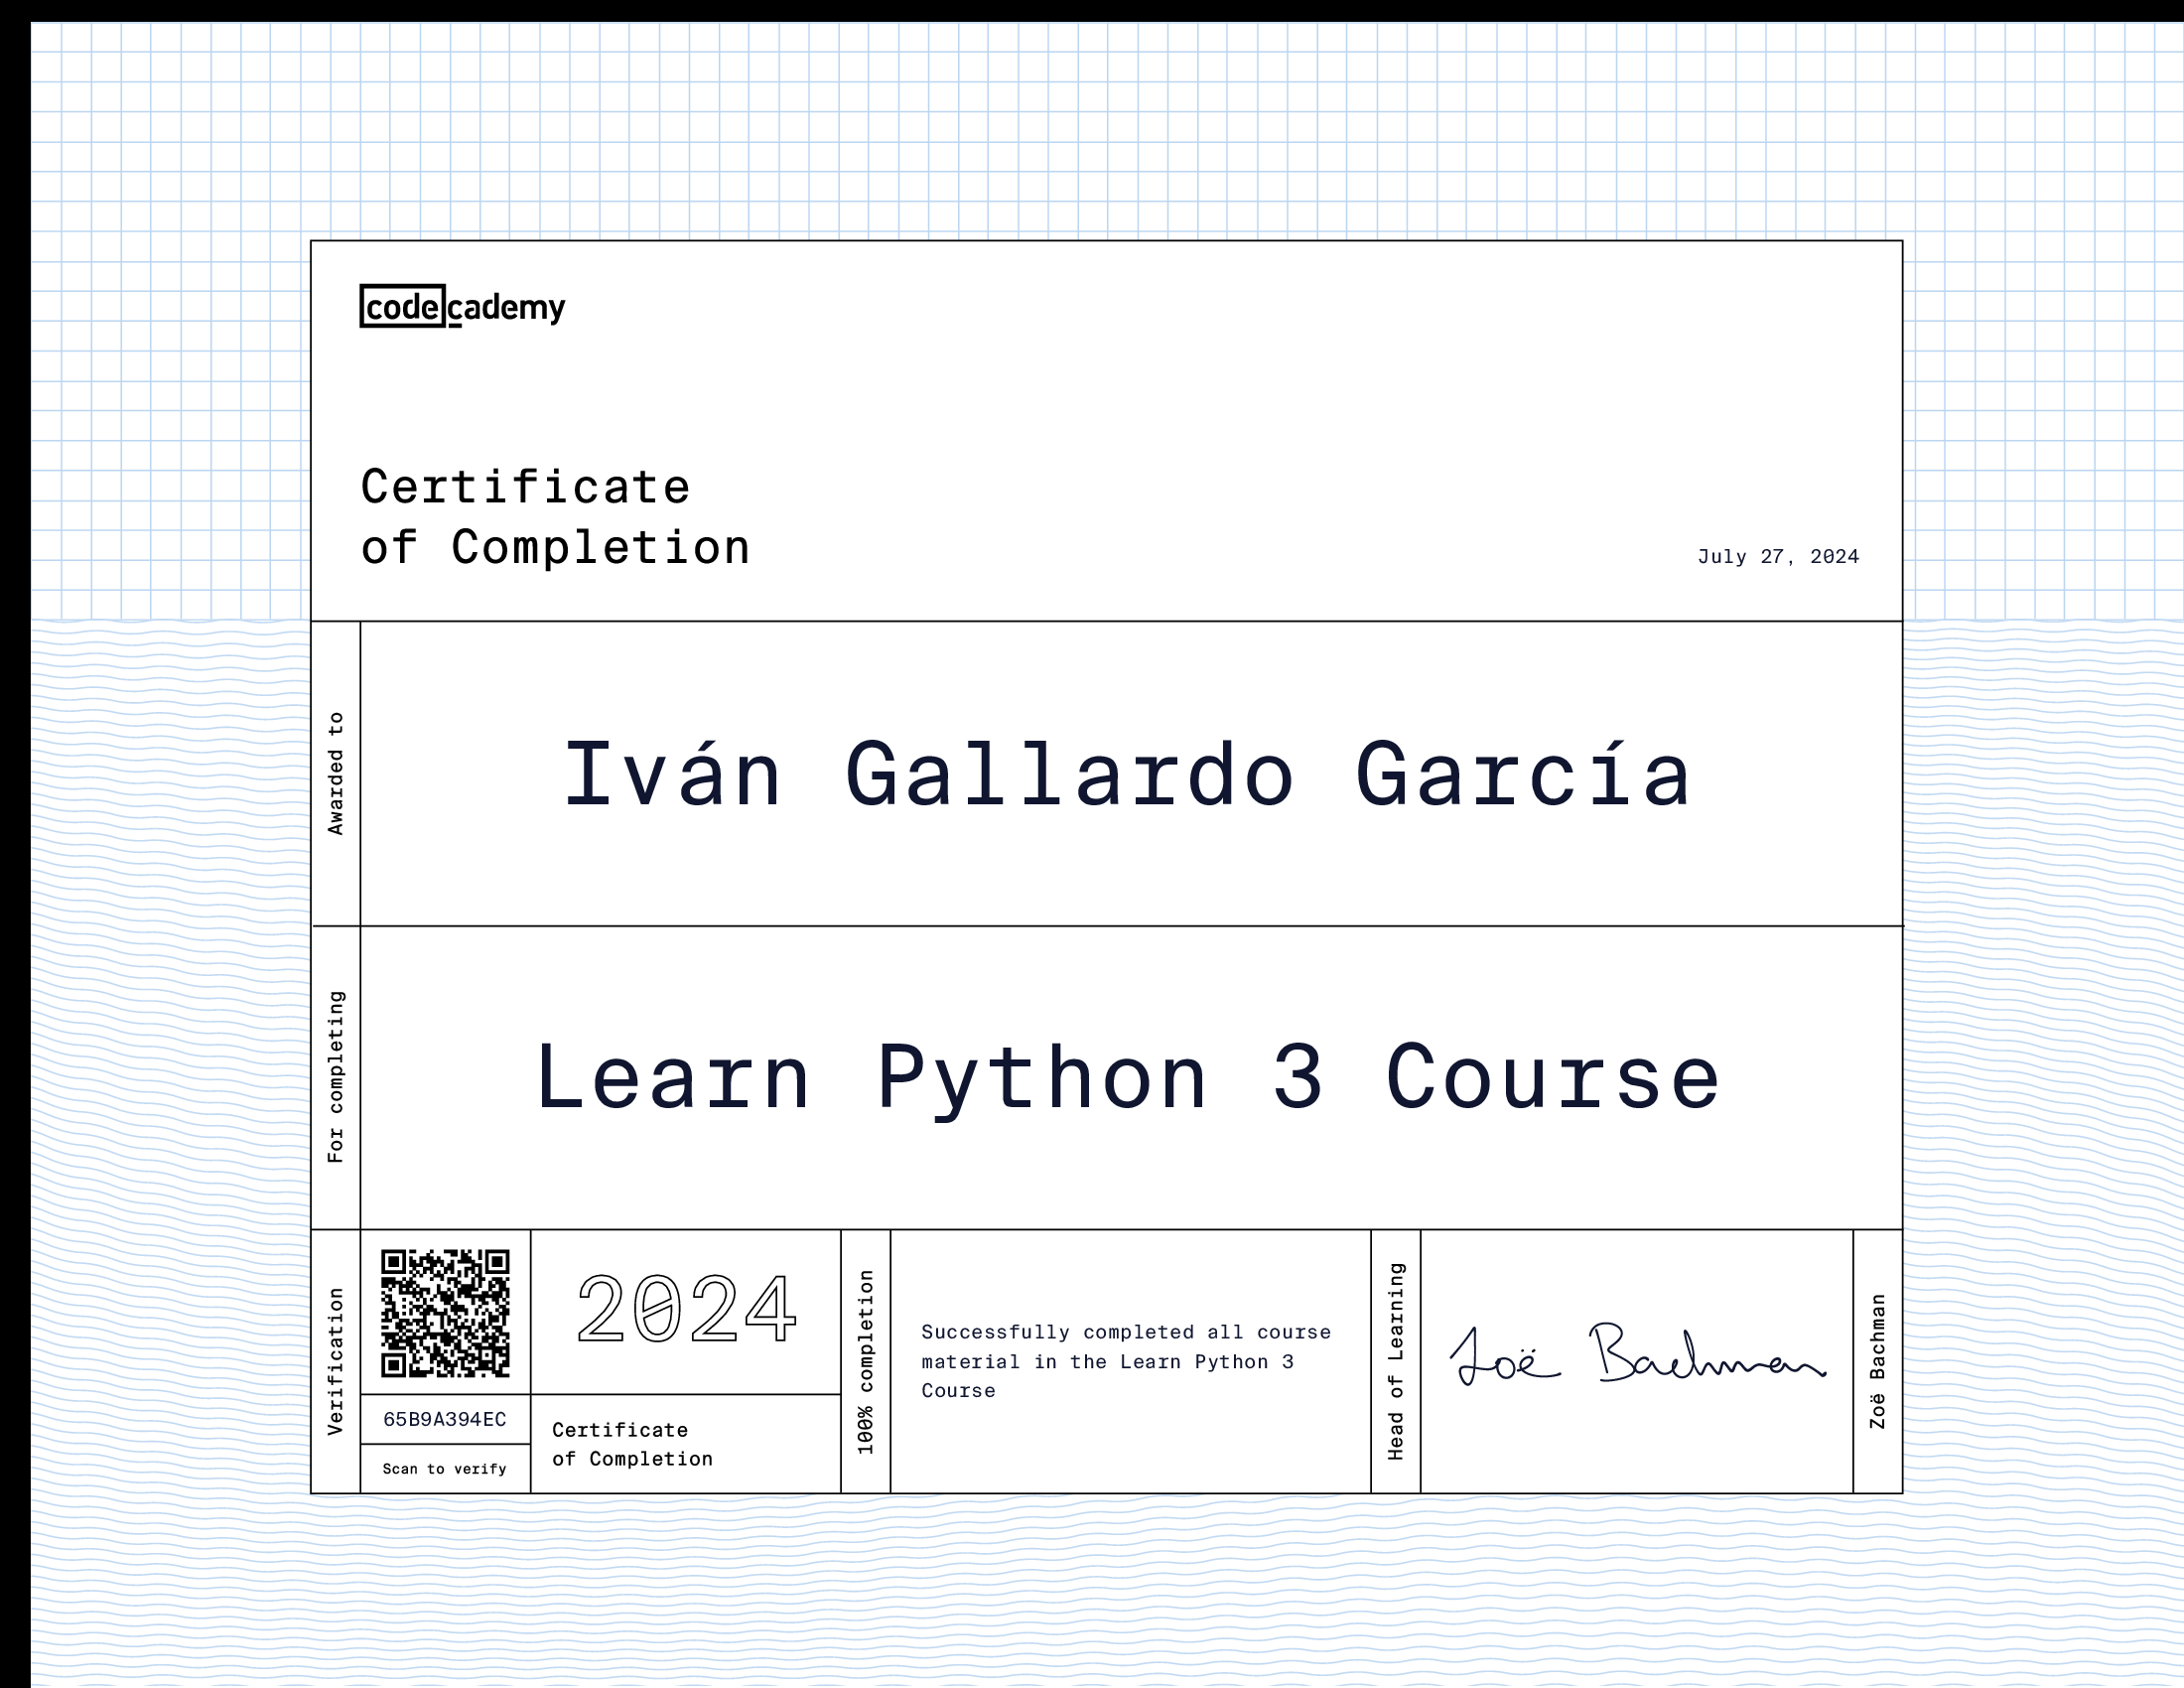 codecademy
Certificate
of Completion
July 27, 2024
Awarded to
Iván Gallardo García
For completing
Learn Python 3 Course
Verification
65B9A394EC
Scan to verify
2024
Certificate
of Completion
100% completion
Successfully completed all course
material in the Learn Python 3
Course
Head of Learning
Zoë Bachman
Zoë Bachman